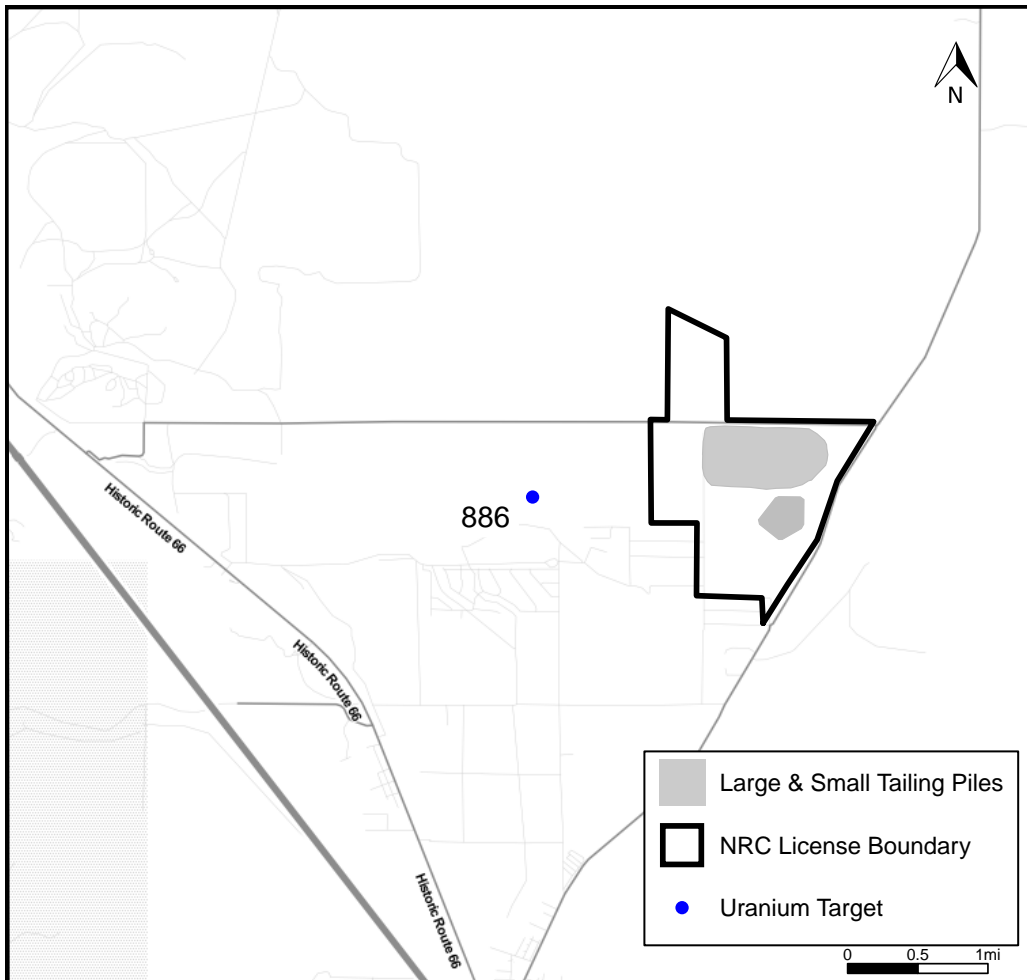 N
Historic Route 66
886
Historic Route 66
Large & Small Tailing Piles
NRC License Boundary
Historic Route 66
Uranium Target
0 0.5 1mi